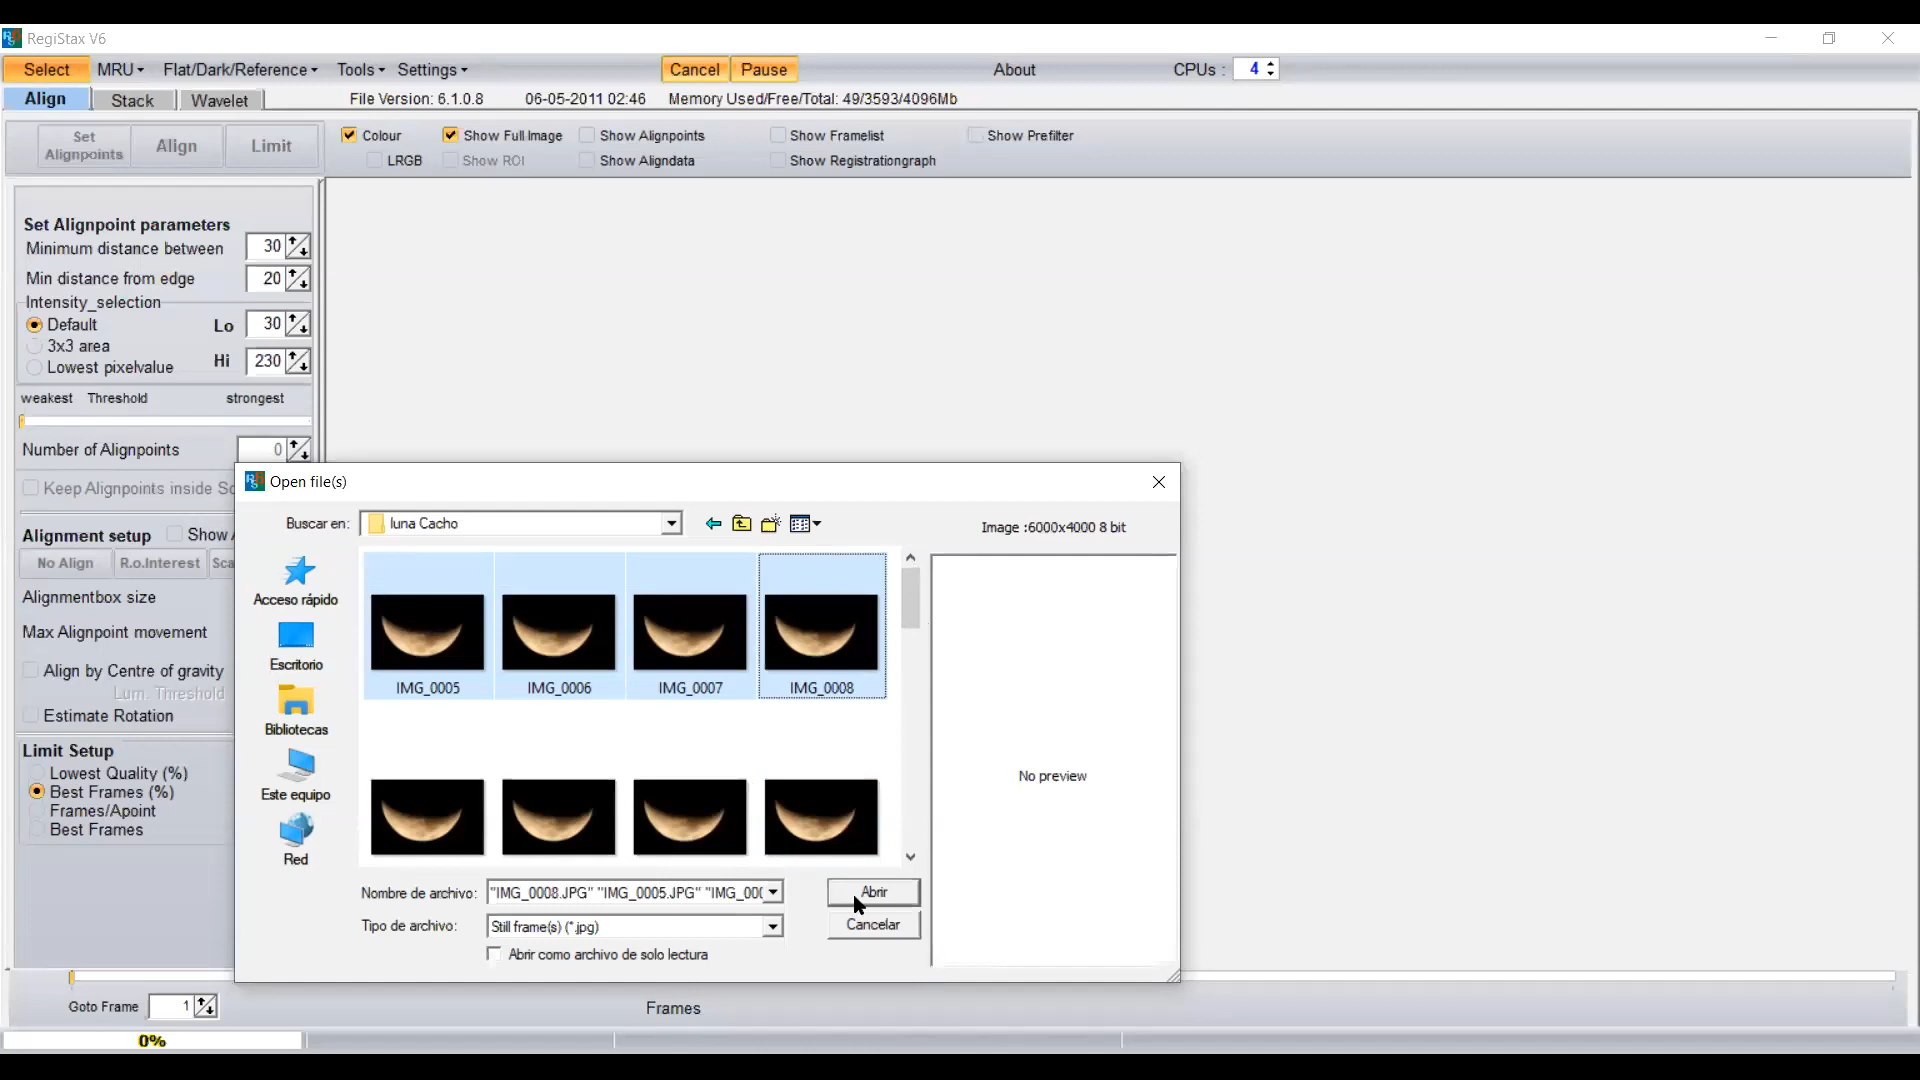 RegiStax V6
Select MRU Flat/Dark/Reference Tools Settings Cancel Pause About CPUs : 4
Align Stack Wavelet File Version: 6.1.0.8 06-05-2011 02:46 Memory Used/Free/Total: 49/3593/4096Mb
Set Alignpoints Align Limit
Colour Show Full Image Show Alignpoints Show Framelist Show Prefilter
LRGB Show ROI Show Aligndata Show Registrationgraph
Set Alignpoint parameters
Minimum distance between 30
Min distance from edge 20
Intensity_selection
Default Lo 30
3x3 area
Lowest pixelvalue Hi 230
weakest Threshold strongest
Number of Alignpoints 0
Keep Alignpoints inside
Alignment setup Show
No Align R.o.Interest
Alignmentbox size
Max Alignpoint movement
Align by Centre of gravity
Lum. Threshold
Estimate Rotation
Limit Setup
Lowest Quality (%)
Best Frames (%)
Frames/Apoint
Best Frames
Open file(s)
Buscar en: luna Cacho
Image :6000x4000 8 bit
Acceso rápido
Escritorio
Bibliotecas
Este equipo
Red
IMG_0005 IMG_0006 IMG_0007 IMG_0008
No preview
Nombre de archivo: "IMG_0008.JPG" "IMG_0005.JPG" "IMG_000 Abrir
Tipo de archivo: Still frame(s) (*.jpg) Cancelar
Abrir como archivo de solo lectura
Goto Frame 1 Frames
0%